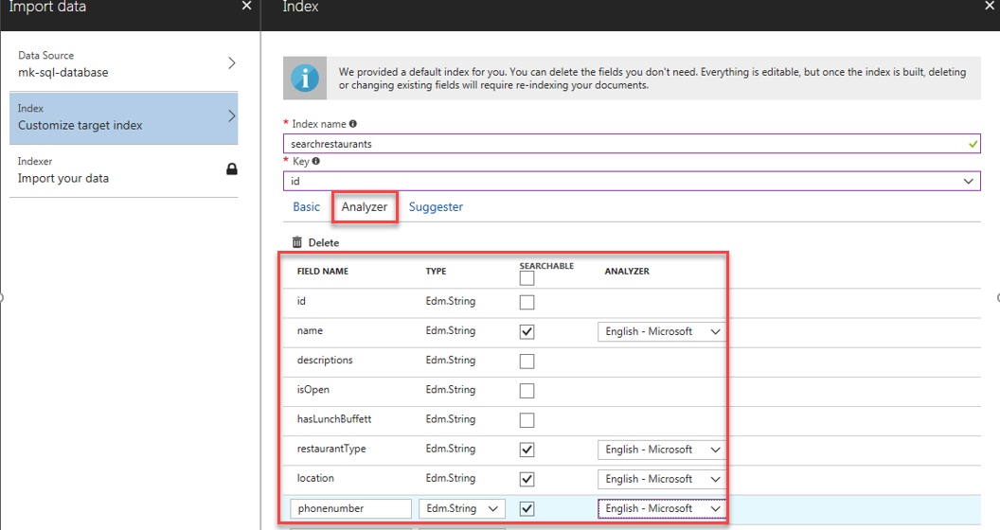 Import data
Index
Data Source
mk-sql-database
Index
Customize target index
Indexer
Import your data
We provided a default index for you. You can delete the fields you don't need. Everything is editable, but once the index is built, deleting
or changing existing fields will require re-indexing your documents.
* Index name
searchrestaurants
* Key
id
Basic Analyzer Suggester
Delete
FIELD NAME TYPE SEARCHABLE ANALYZER
id Edm.String
name Edm.String English - Microsoft
descriptions Edm.String
isOpen Edm.String
hasLunchBuffett Edm.String
restaurantType Edm.String English - Microsoft
location Edm.String English - Microsoft
phonenumber Edm.String English - Microsoft